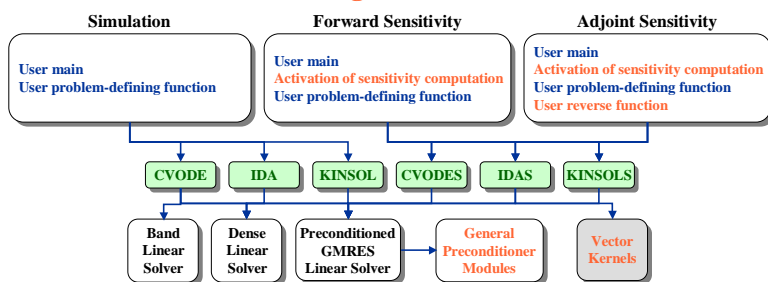 Simulation
Forward Sensitivity
Adjoint Sensitivity
User main
User problem-defining function
User main
Activation of sensitivity computation
User problem-defining function
User main
Activation of sensitivity computation
User problem-defining function
User reverse function
CVODE
IDA
KINSOL
CVODES
IDAS
KINSOLS
Band
Linear
Solver
Dense
Linear
Solver
Preconditioned
GMRES
Linear Solver
General
Preconditioner
Modules
Vector
Kernels